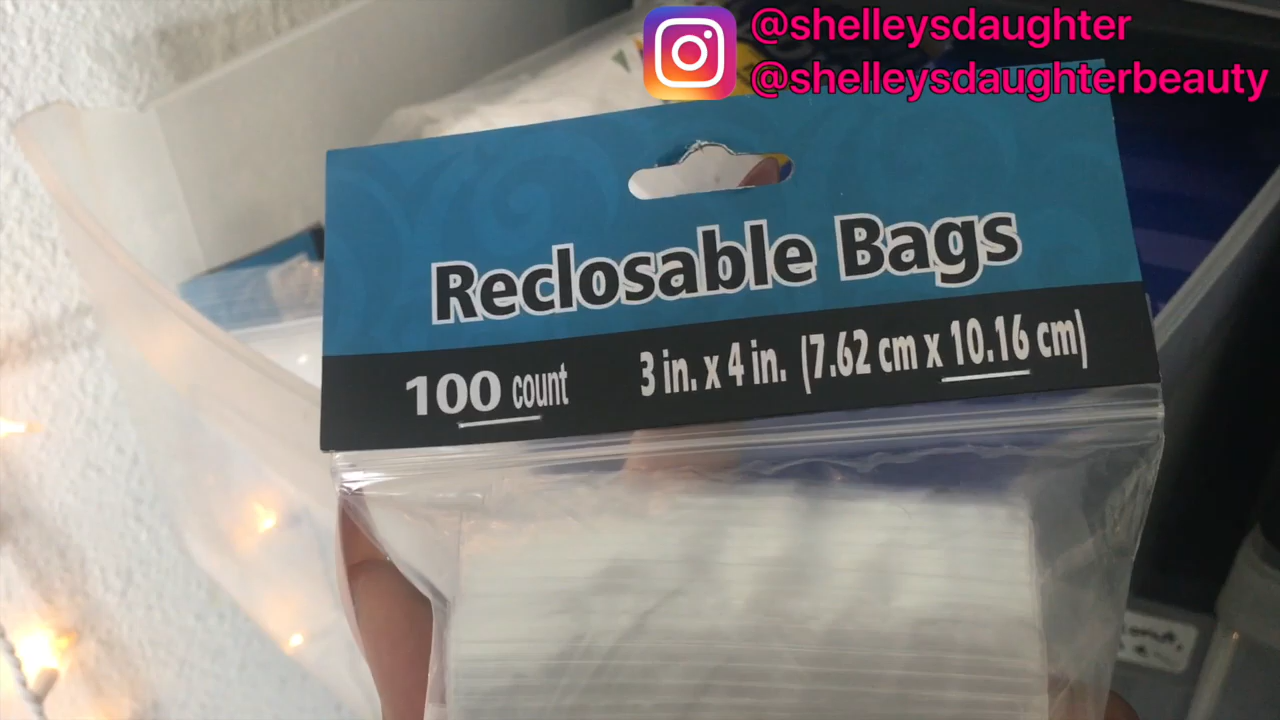 @shelleysdaughter
@shelleysdaughterbeauty
Reclosable Bags
100 count 3 in. x 4 in. (7.62 cm x 10.16 cm)